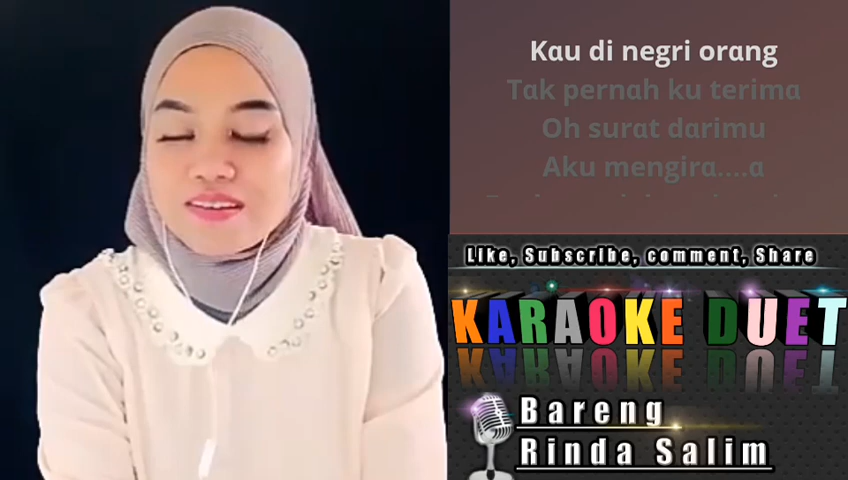 Kau di negri orang
Tak pernah ku terima
Oh surat darimu
Aku mengira....a
LIke, SubscrIbe, comment, Share
KARAOKE DUET
Bareng
Rinda Salim